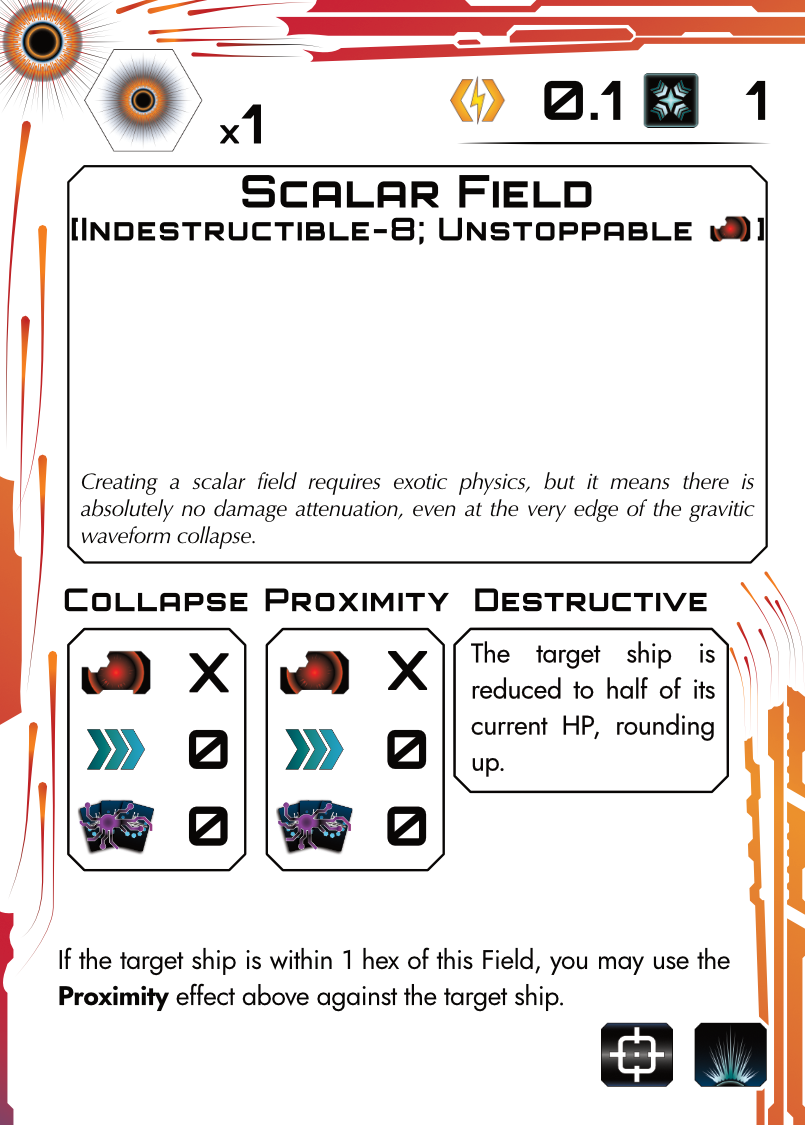 x1
0.1 1
Scalar Field
[Indestructible-8; Unstoppable ]
Creating a scalar field requires exotic physics, but it means there is
absolutely no damage attenuation, even at the very edge of the gravitic
waveform collapse.
Collapse Proximity Destructive
X
0
0
X
0
0
The target ship is
reduced to half of its
current HP, rounding
up.
If the target ship is within 1 hex of this Field, you may use the
Proximity effect above against the target ship.